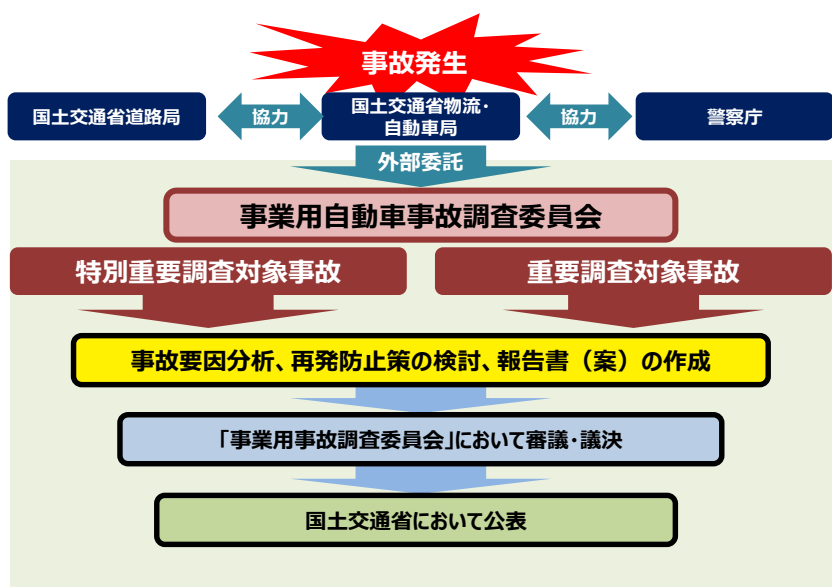 事故発生
国土交通省道路局
協力
国土交通省物流・
自動車局
協力
警察庁
外部委託
事業用自動車事故調査委員会
特別重要調査対象事故
重要調査対象事故
事故要因分析、再発防止策の検討、報告書（案）の作成
「事業用事故調査委員会」において審議・議決
国土交通省において公表